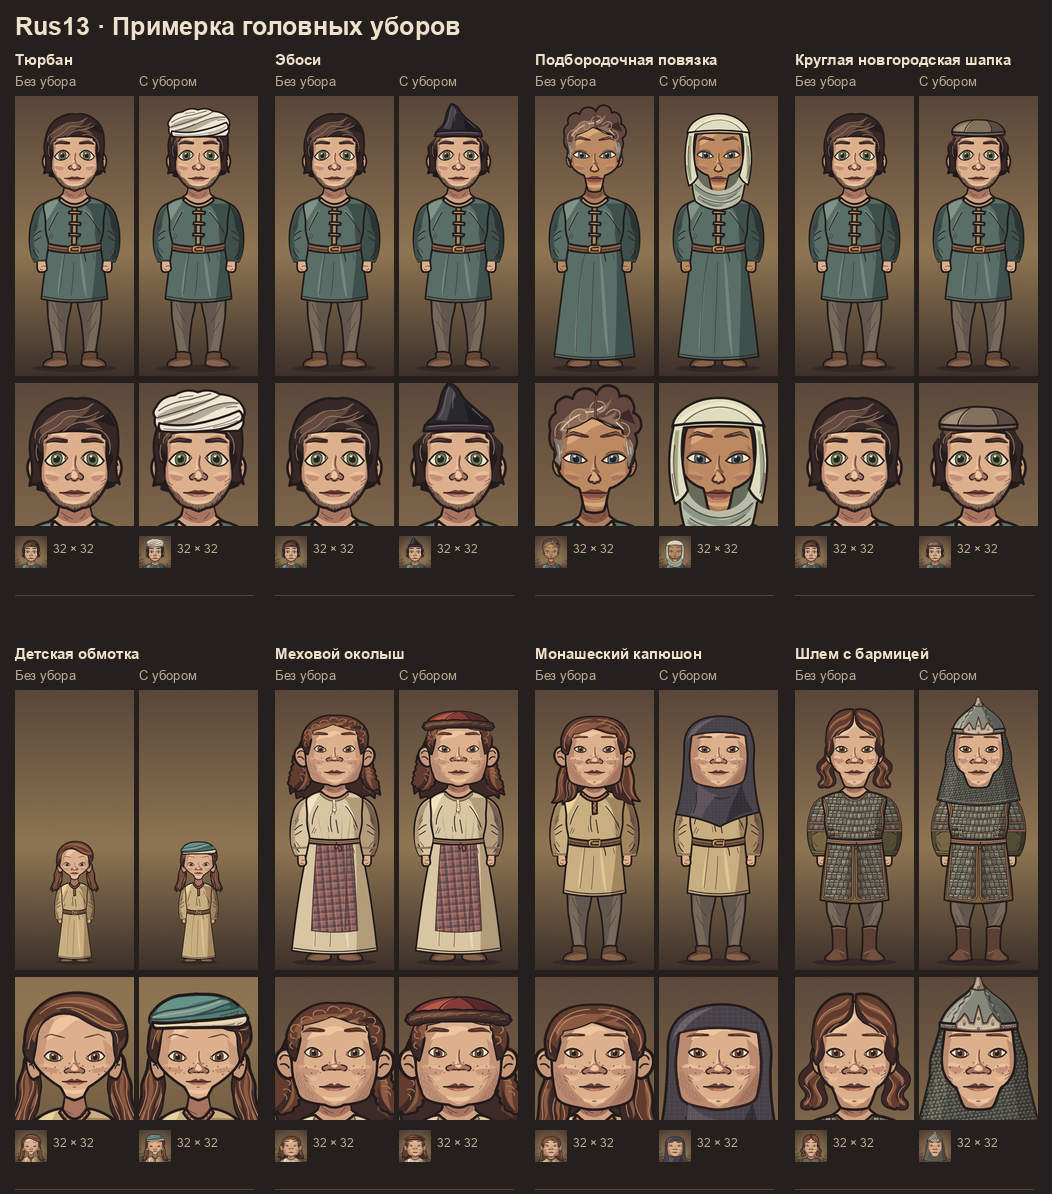 Rus13 · Примерка головных уборов
Тюрбан
Без убора С убором
32 × 32 32 × 32
Эбоси
Без убора С убором
32 × 32 32 × 32
Подбородочная повязка
Без убора С убором
32 × 32 32 × 32
Круглая новгородская шапка
Без убора С убором
32 × 32 32 × 32
Детская обмотка
Без убора С убором
32 × 32 32 × 32
Меховой околыш
Без убора С убором
32 × 32 32 × 32
Монашеский капюшон
Без убора С убором
32 × 32 32 × 32
Шлем с бармицей
Без убора С убором
32 × 32 32 × 32